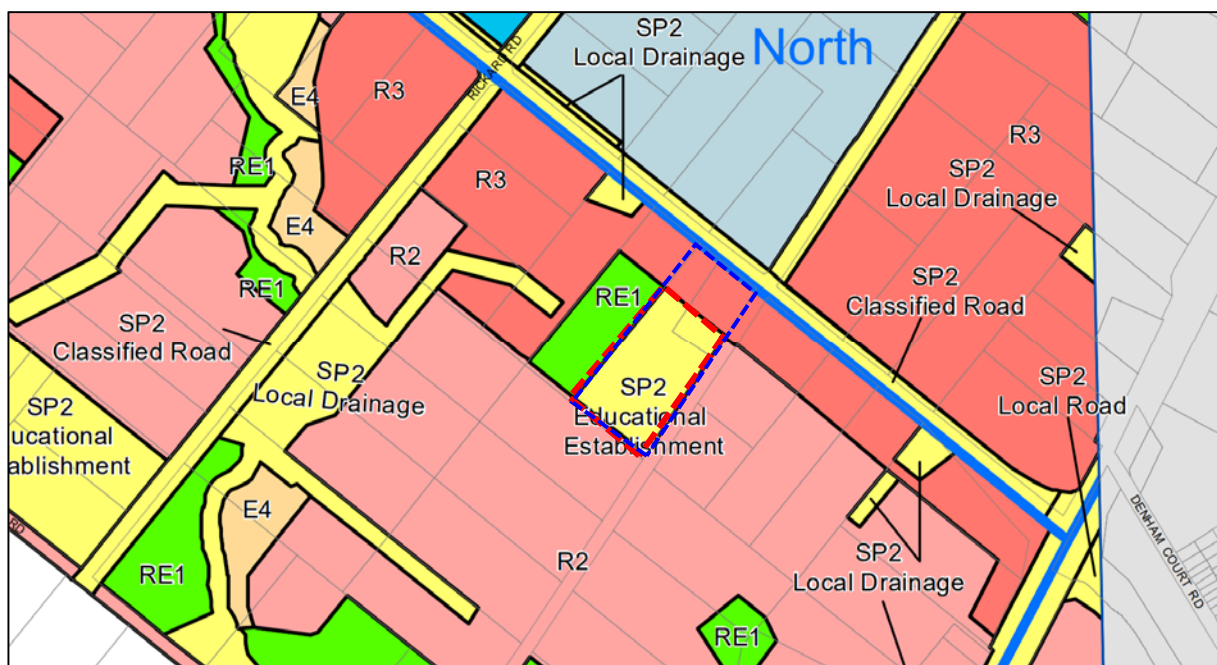 SP2
Local Drainage
North
RICKARD RD
E4
R3
R3
RE1
R3
SP2
Local Drainage
E4
R2
RE1
RE1
SP2
Classified Road
SP2
Classified Road
SP2
Local Drainage
SP2
Educational
Establishment
SP2
Local Road
SP2
ucational
ablishment
E4
RE1
R2
SP2
Local Drainage
DENHAM COURT RD
RE1
RD